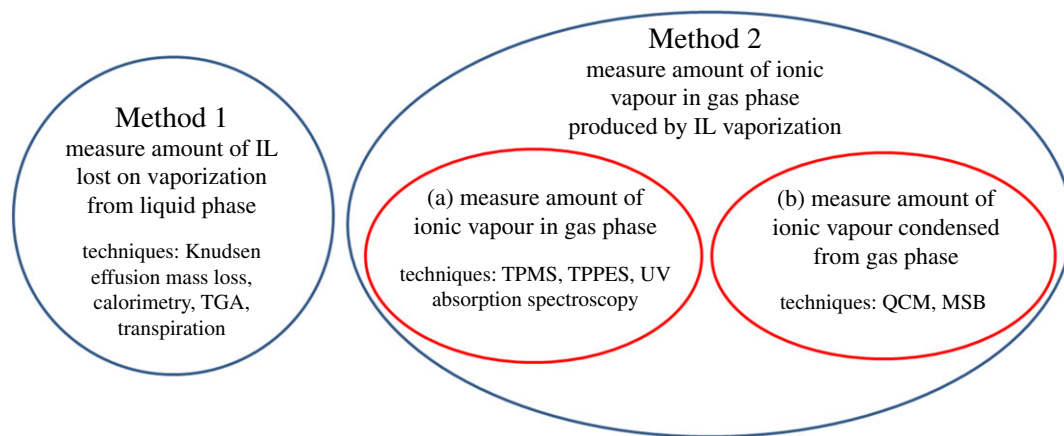 Method 1
measure amount of IL
lost on vaporization
from liquid phase
techniques: Knudsen
effusion mass loss,
calorimetry, TGA,
transpiration
Method 2
measure amount of ionic
vapour in gas phase
produced by IL vaporization
(a) measure amount of
ionic vapour in gas phase
techniques: TPMS, TPPES, UV
absorption spectroscopy
(b) measure amount of
ionic vapour condensed
from gas phase
techniques: QCM, MSB